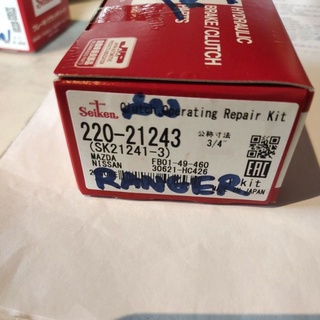 HYDRAULIC
BRAKE/CLUTCH
Seiken
Operating Repair Kit
220-21243
公称寸法
3/4"
(SK21241-3)
MAZDA FB01-49-460
NISSAN 30621-HC426
RANGER
EAC
kit
JAPAN